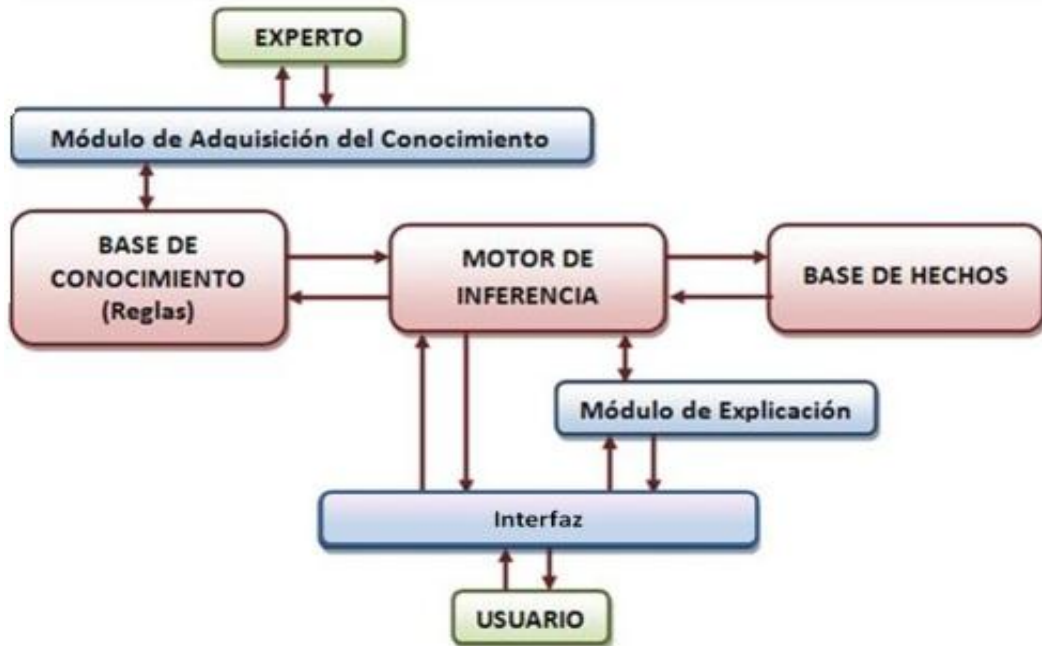 EXPERTO
Módulo de Adquisición del Conocimiento
BASE DE
CONOCIMIENTO
(Reglas)
MOTOR DE
INFERENCIA
BASE DE HECHOS
Módulo de Explicación
Interfaz
USUARIO